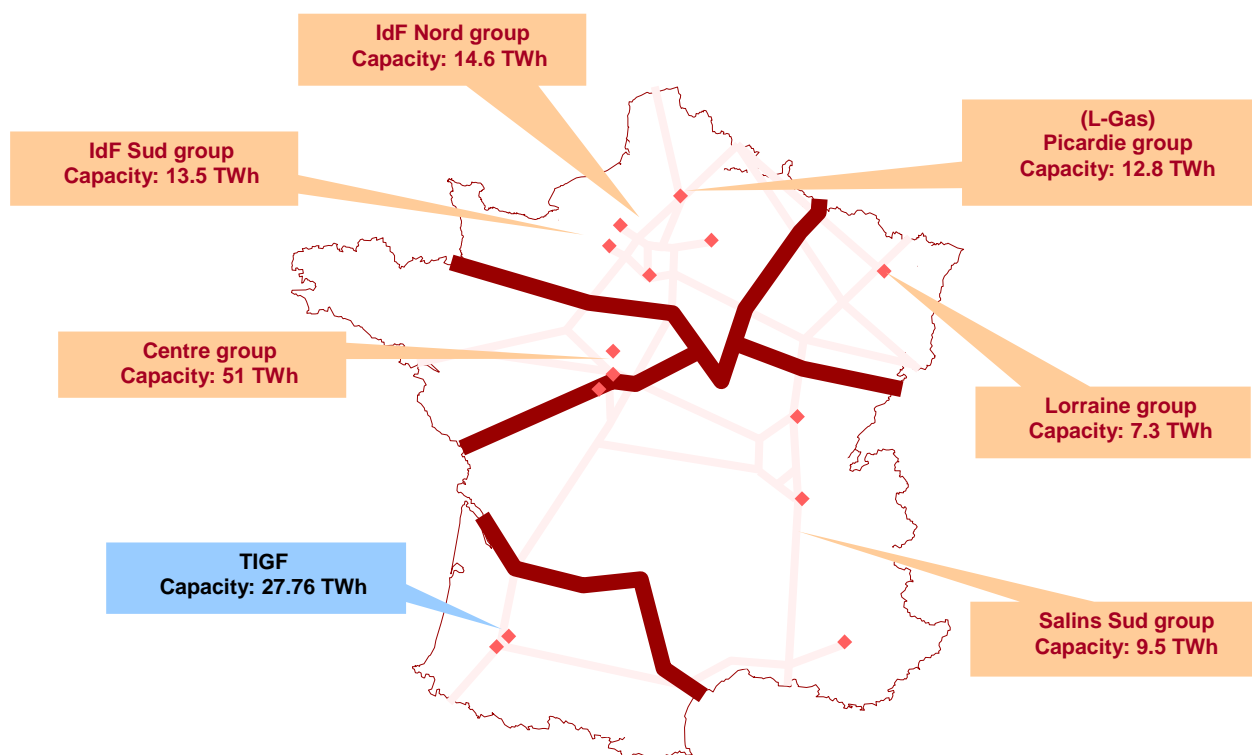 IdF Nord group
Capacity: 14.6 TWh
(L-Gas)
Picardie group
Capacity: 12.8 TWh
IdF Sud group
Capacity: 13.5 TWh
Centre group
Capacity: 51 TWh
Lorraine group
Capacity: 7.3 TWh
TIGF
Capacity: 27.76 TWh
Salins Sud group
Capacity: 9.5 TWh